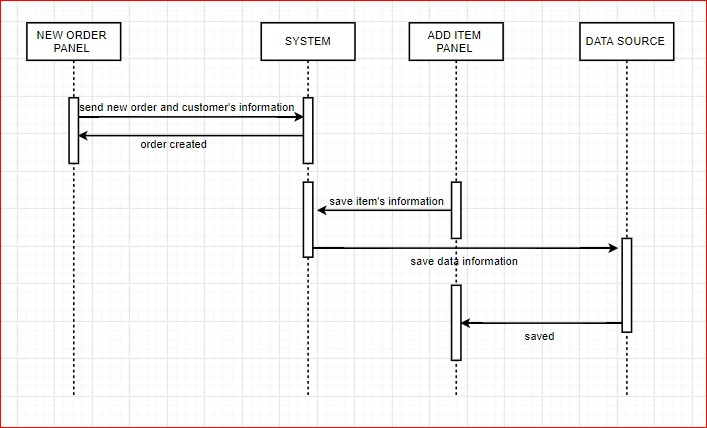 NEW ORDER
PANEL
SYSTEM
ADD ITEM
PANEL
DATA SOURCE
send new order and customer's information
order created
save item's information
save data information
saved